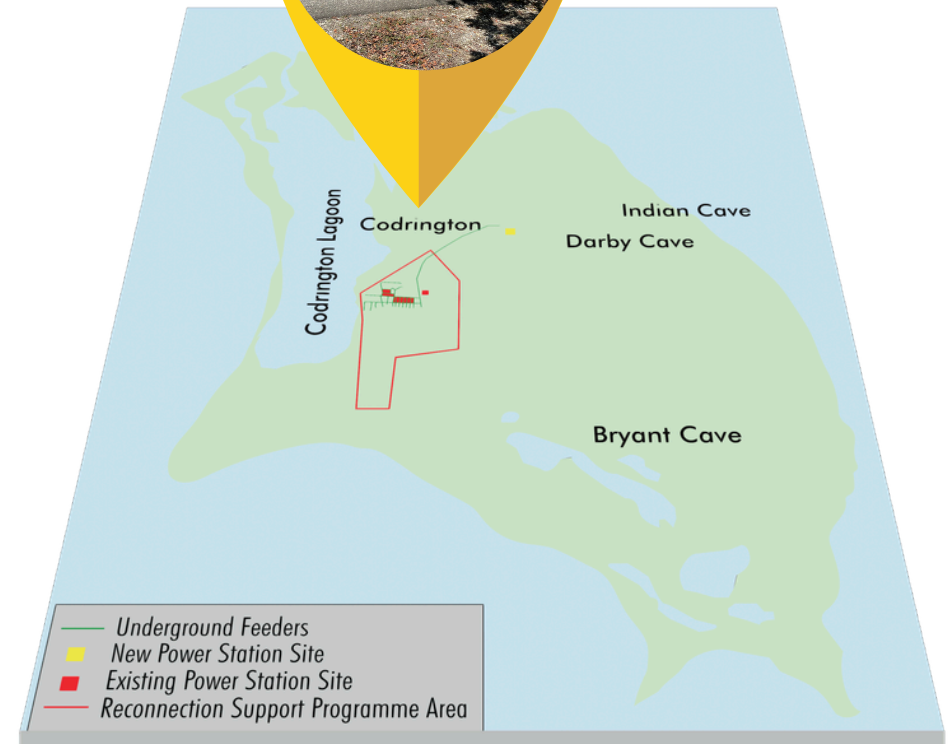 Indian Cave
Codrington
Darby Cave
Codrington Lagoon
Bryant Cave
Underground Feeders
New Power Station Site
Existing Power Station Site
Reconnection Support Programme Area